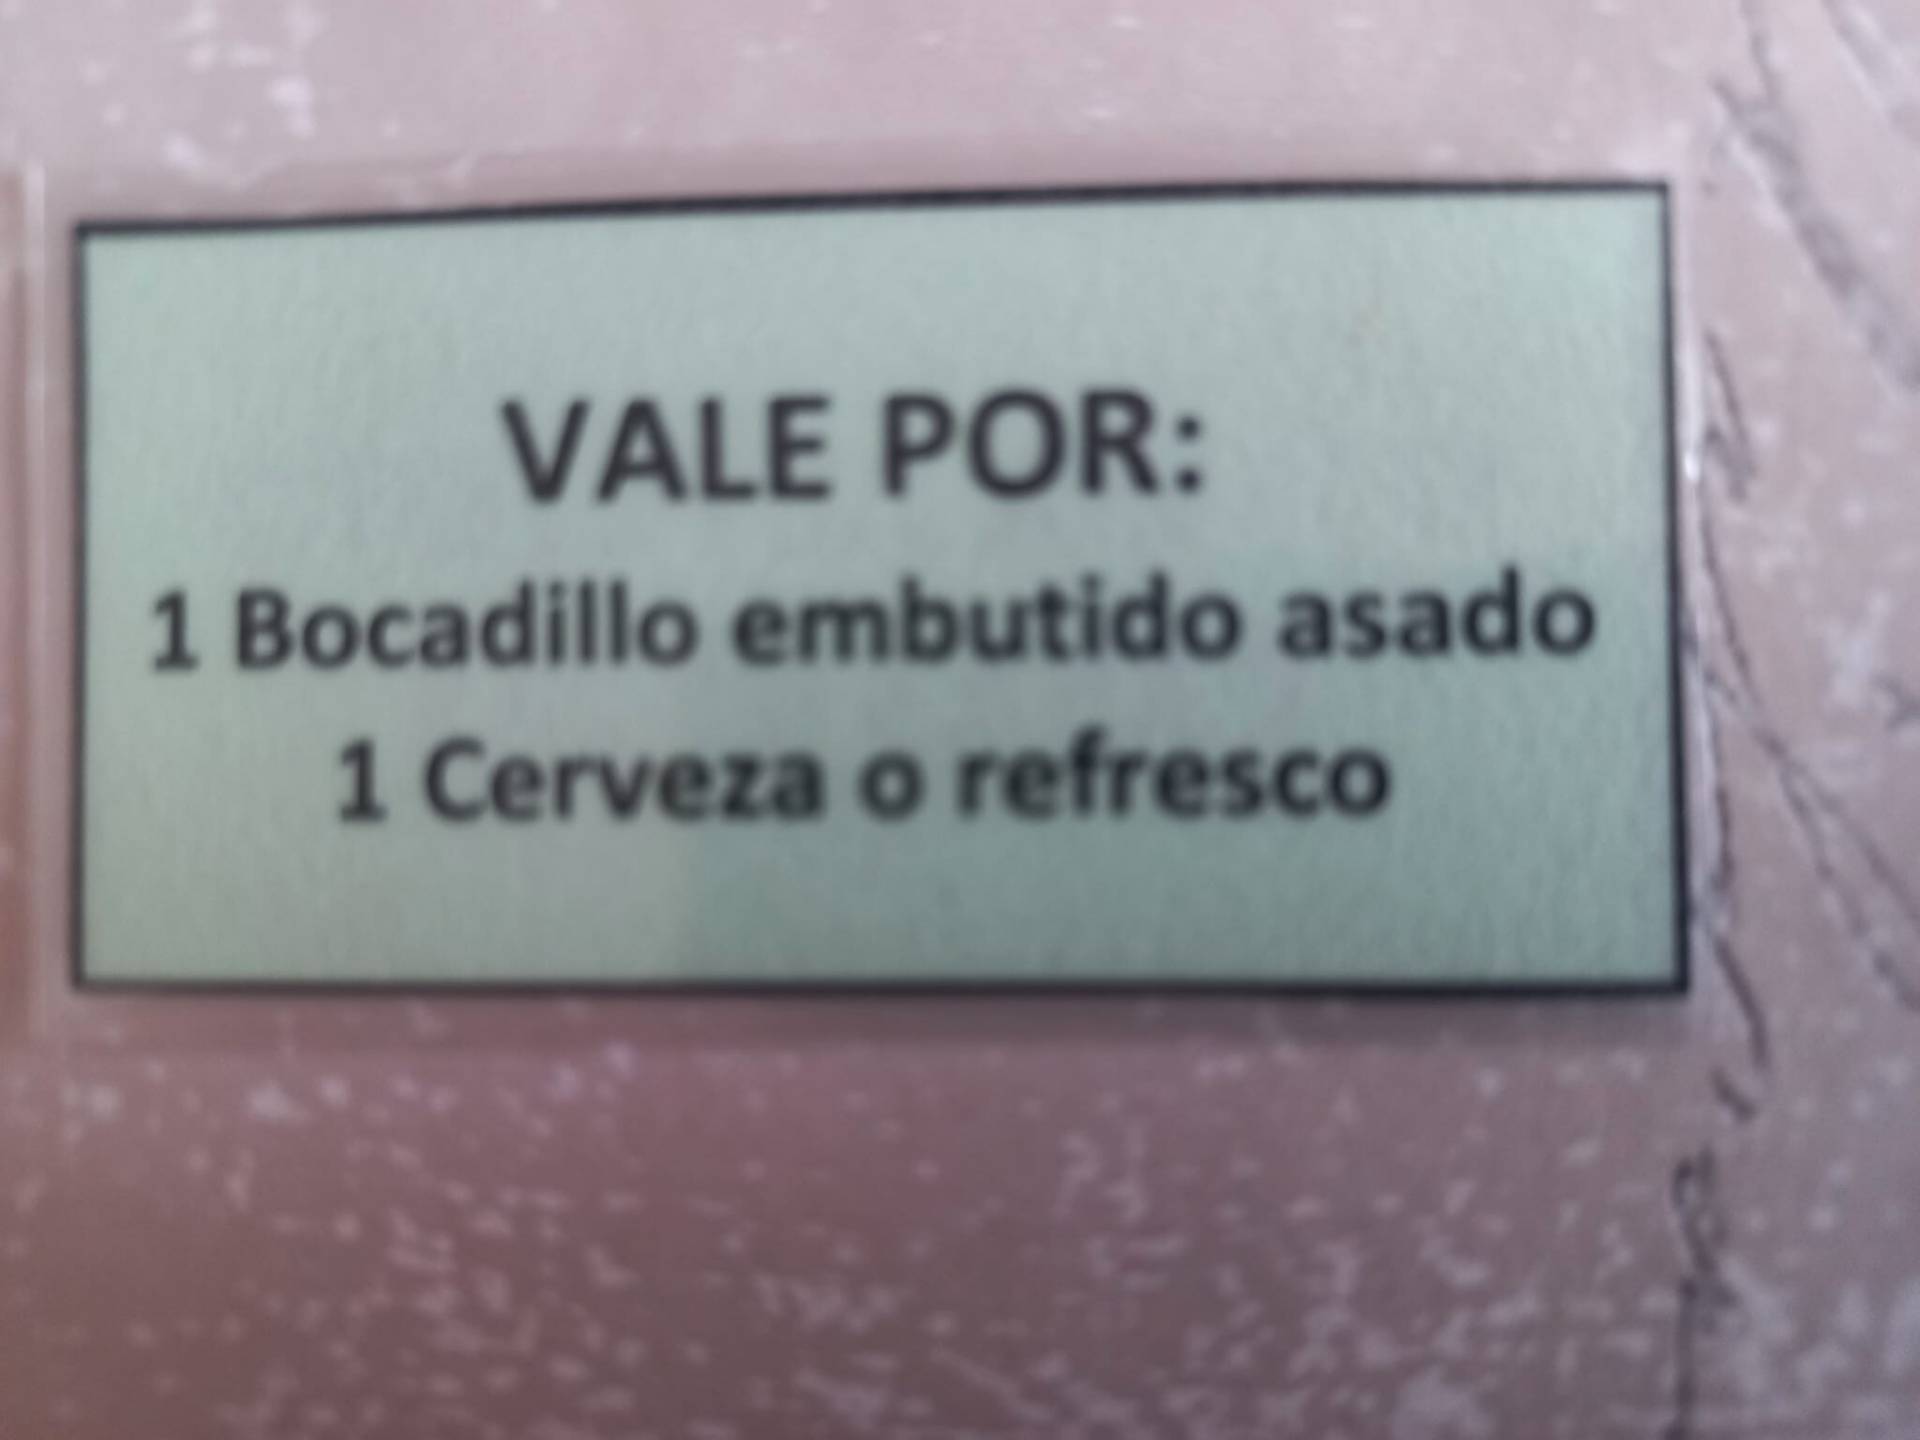 VALE POR:
1 Bocadillo embutido asado
1 Cerveza o refresco